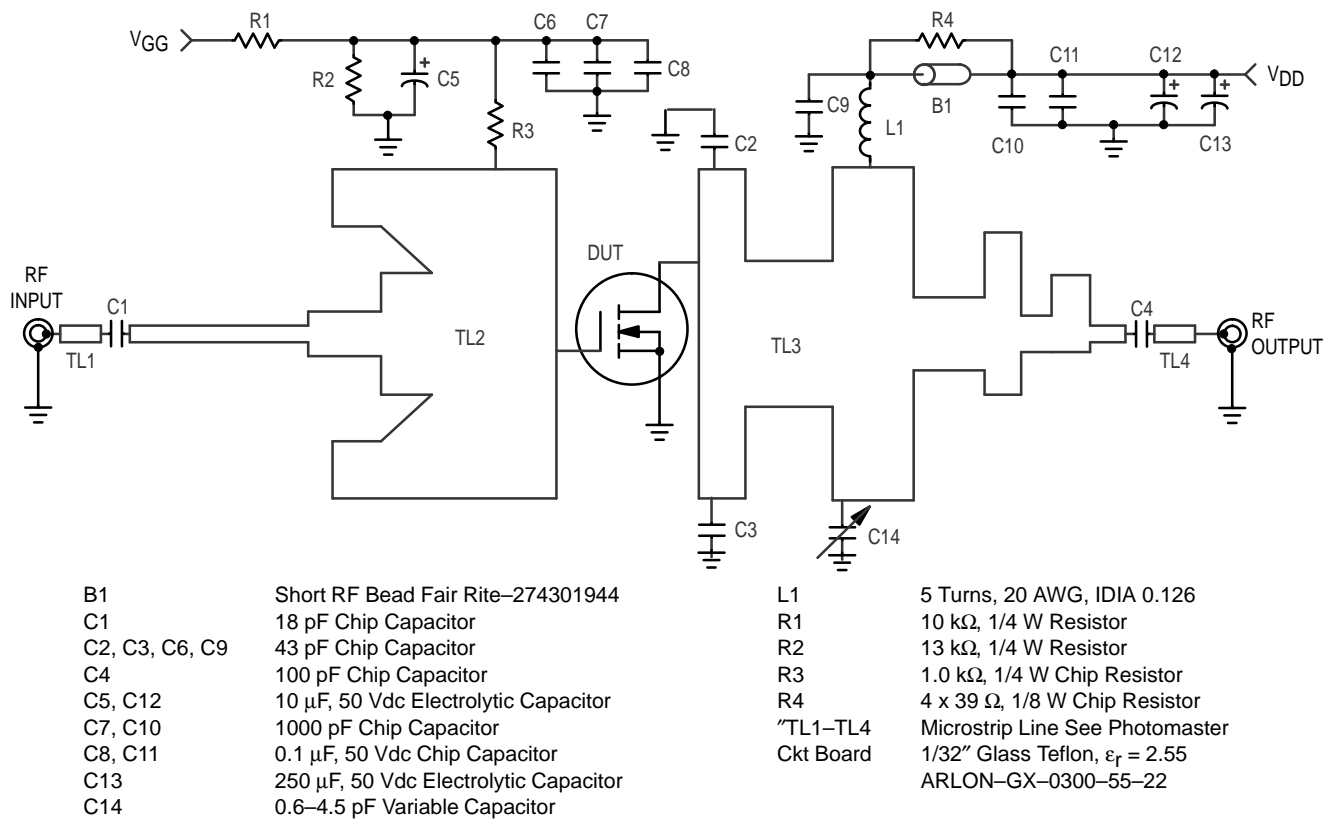 R1
VGG
R2
C5
+
R3
C6
C7
C8
C2
C9
L1
R4
B1
C10
C11
C12
+
+
C13
VDD
RF
INPUT
TL1
C1
TL2
DUT
TL3
C3
C14
C4
TL4
RF
OUTPUT
B1 Short RF Bead Fair Rite–274301944
C1 18 pF Chip Capacitor
C2, C3, C6, C9 43 pF Chip Capacitor
C4 100 pF Chip Capacitor
C5, C12 10 μF, 50 Vdc Electrolytic Capacitor
C7, C10 1000 pF Chip Capacitor
C8, C11 0.1 μF, 50 Vdc Chip Capacitor
C13 250 μF, 50 Vdc Electrolytic Capacitor
C14 0.6–4.5 pF Variable Capacitor
L1 5 Turns, 20 AWG, IDIA 0.126
R1 10 kΩ, 1/4 W Resistor
R2 13 kΩ, 1/4 W Resistor
R3 1.0 kΩ, 1/4 W Chip Resistor
R4 4 x 39 Ω, 1/8 W Chip Resistor
″TL1–TL4 Microstrip Line See Photomaster
Ckt Board 1/32″ Glass Teflon, εr = 2.55
ARLON–GX–0300–55–22